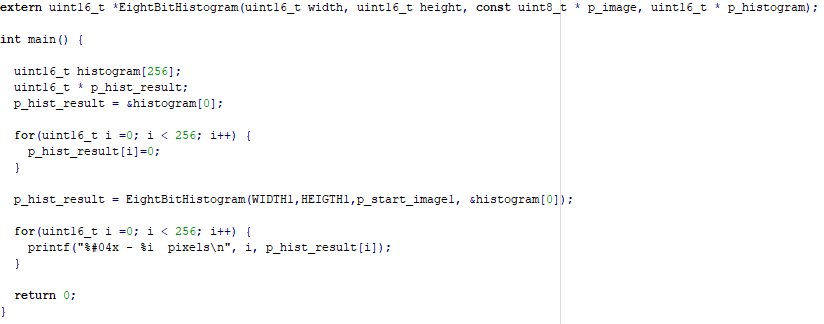 extern uint16_t *EightBitHistogram(uint16_t width, uint16_t height, const uint8_t * p_image, uint16_t * p_histogram);
int main() {
uint16_t histogram[256];
uint16_t * p_hist_result;
p_hist_result = &histogram[0];
for(uint16_t i =0; i < 256; i++) {
p_hist_result[i]=0;
}
p_hist_result = EightBitHistogram(WIDTH1,HEIGTH1,p_start_image1, &histogram[0]);
for(uint16_t i =0; i < 256; i++) {
printf("%#04x - %i  pixels\n", i, p_hist_result[i]);
}
return 0;
}